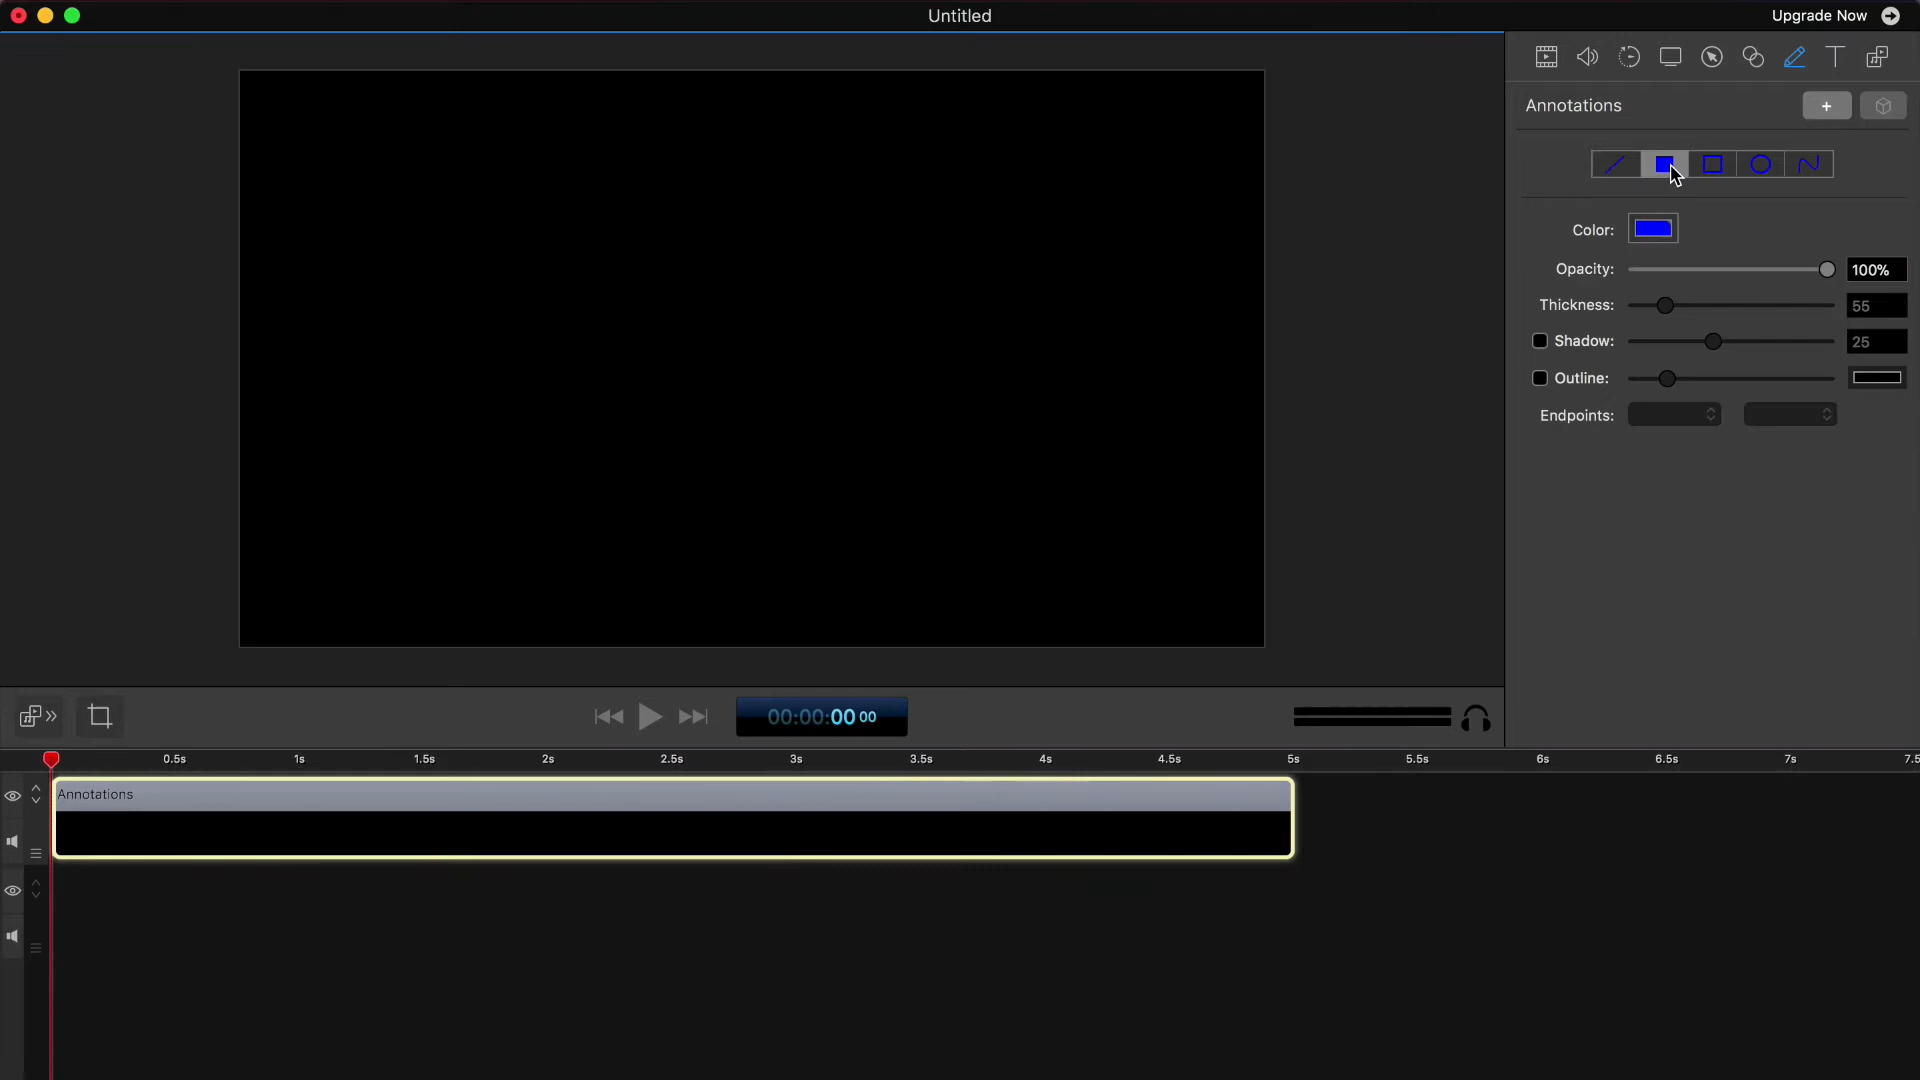 Untitled
Upgrade Now
Annotations
+
Color:
Opacity: 100%
Thickness: 55
Shadow: 25
Outline:
Endpoints:
00:00:00 00
0.5s 1s 1.5s 2s 2.5s 3s 3.5s 4s 4.5s 5s 5.5s 6s 6.5s 7s 7.5
Annotations